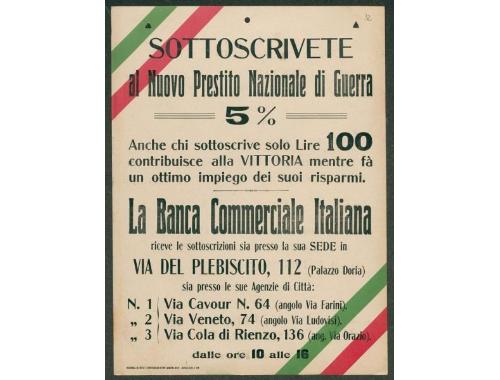 SOTTOSCRIVETE
al Nuovo Prestito Nazionale di Guerra
5 %
Anche chi sottoscrive solo Lire 100
contribuisce alla VITTORIA mentre fà
un ottimo impiego dei suoi risparmi.
La Banca Commerciale Italiana
riceve le sottoscrizioni sia presso la sua SEDE in
VIA DEL PLEBISCITO, 112 (Palazzo Doria)
sia presso le sue Agenzie di Città:
N. 1 Via Cavour N. 64 (angolo Via Farini).
„ 2 Via Veneto, 74 (angolo Via Ludovisi).
„ 3 Via Cola di Rienzo, 136 (ang. Via Orazio).
dalle ore 10 alle 16